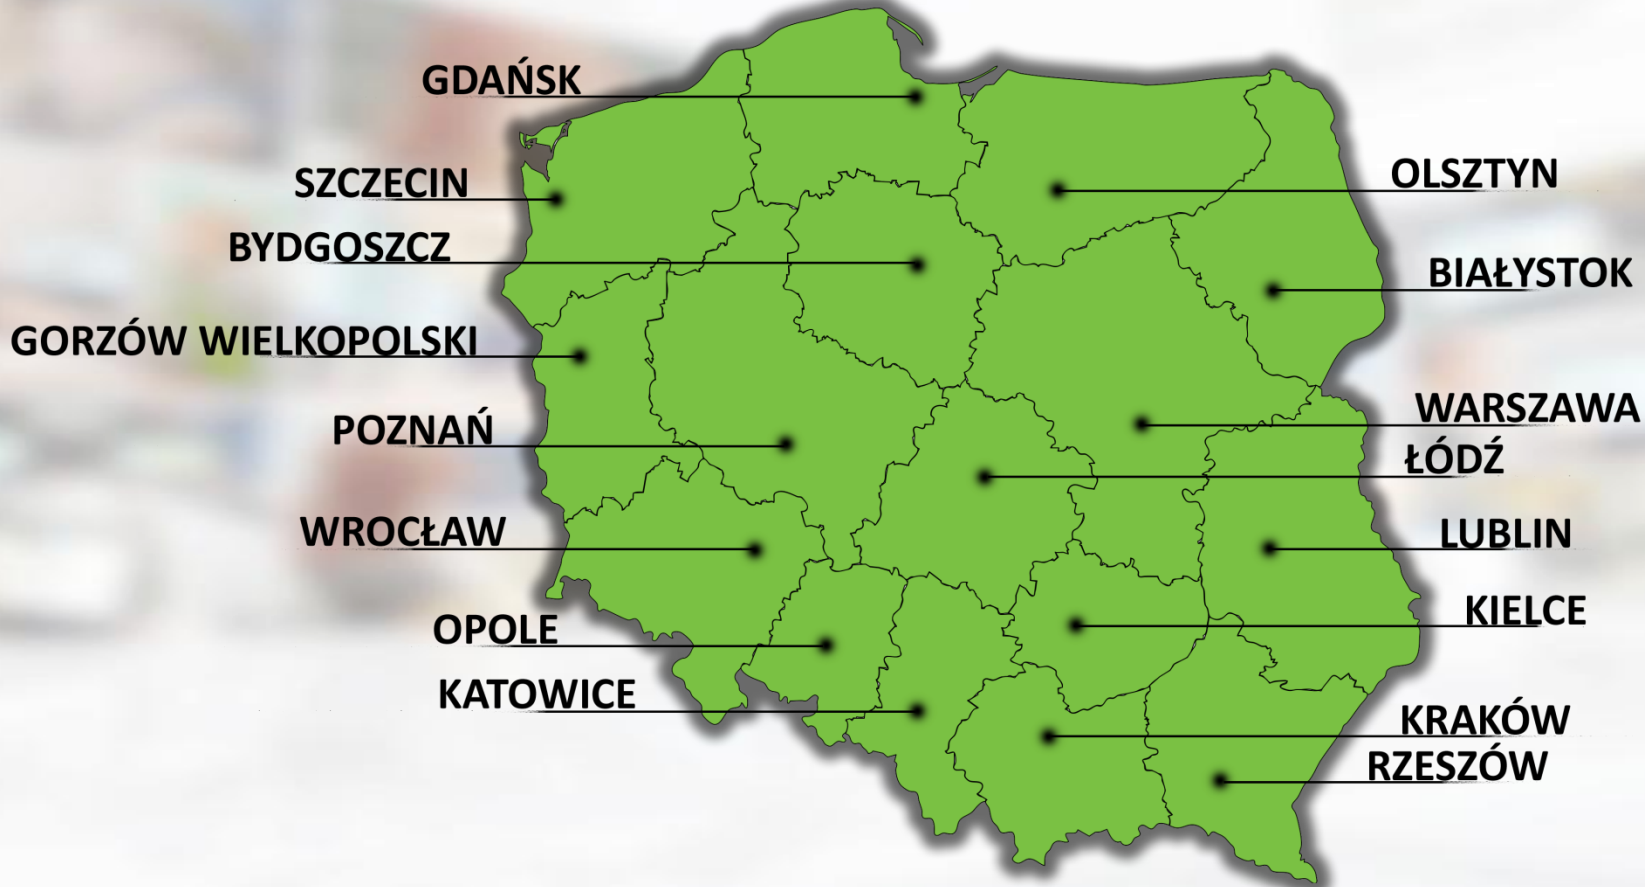 GDAŃSK
SZCZECIN
BYDGOSZCZ
GORZÓW WIELKOPOLSKI
POZNAŃ
WROCŁAW
OPOLE
KATOWICE
OLSZTYN
BIAŁYSTOK
WARSZAWA
ŁÓDŹ
LUBLIN
KIELCE
KRAKÓW
RZESZÓW